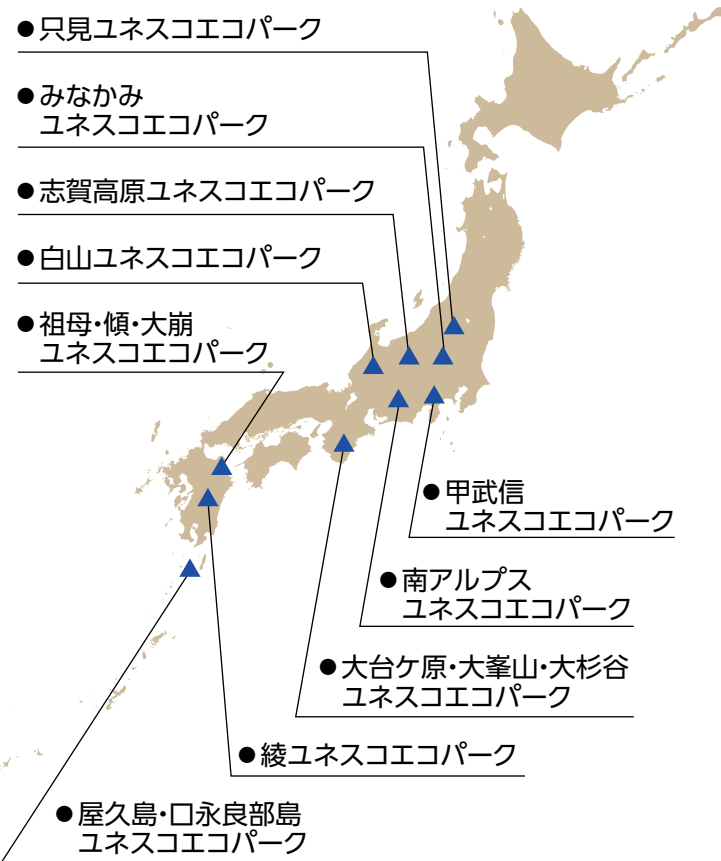 ●只見ユネスコエコパーク
●みなかみ
ユネスコエコパーク
●志賀高原ユネスコエコパーク
●白山ユネスコエコパーク
●祖母・傾・大崩
ユネスコエコパーク
●甲武信
ユネスコエコパーク
●南アルプス
ユネスコエコパーク
●大台ケ原・大峯山・大杉谷
ユネスコエコパーク
●綾ユネスコエコパーク
●屋久島・口永良部島
ユネスコエコパーク